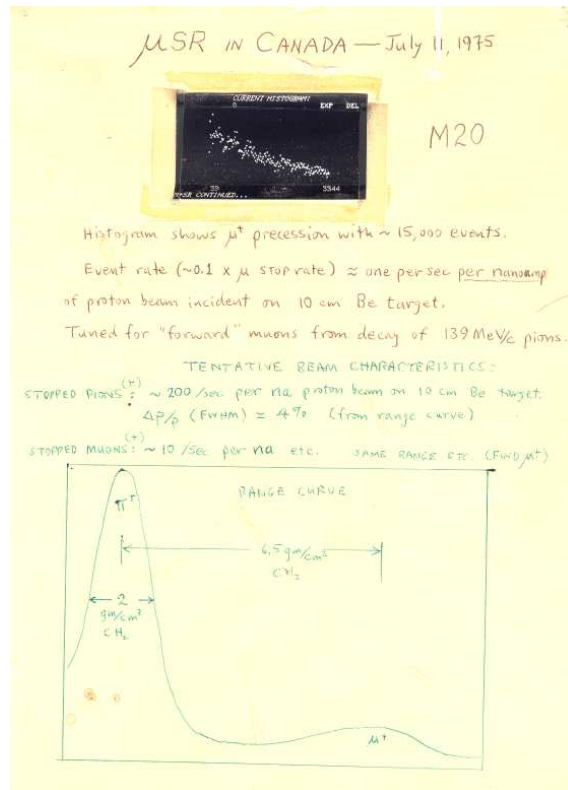 μSR IN CANADA — July 11, 1975
CURRENT HISTOGRAM!
0 EXP DEL
M20
39 3344
μ+SR CONTINUED...
Histogram shows μ+ precession with ~ 15,000 events.
Event rate (~0.1 x μ stop rate) ≈ one per sec per nanoamp
of proton beam incident on 10 cm Be target.
Tuned for "forward" muons from decay of 139 MeV/c pions.
TENTATIVE BEAM CHARACTERISTICS:
STOPPED PIONS(+): ~ 200 /sec per na proton beam on 10 cm Be target.
ΔP/p (FWHM) ≃ 4% (from range curve)
STOPPED MUONS(+): ~ 10 /sec per na etc. SAME RANGE ETC. (FWD μ+)
RANGE CURVE
π+
6.5 gm/cm²
CH₂
2
gm/cm²
CH₂
μ+